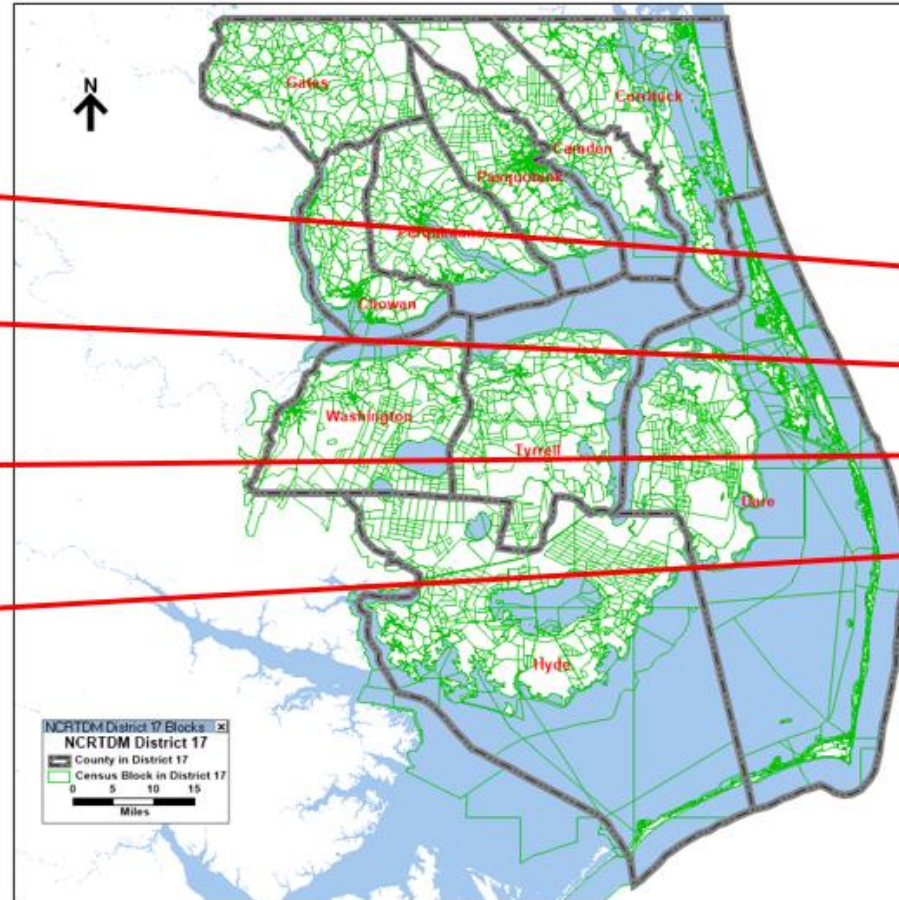 N
Gates
Currituck
Camden
Pasquotank
Perquimans
Chowan
Washington
Tyrrell
Dare
Hyde
NCRTDM District 17 Blocks
NCRTDM District 17
County in District 17
Census Block in District 17
0 5 10 15
Miles